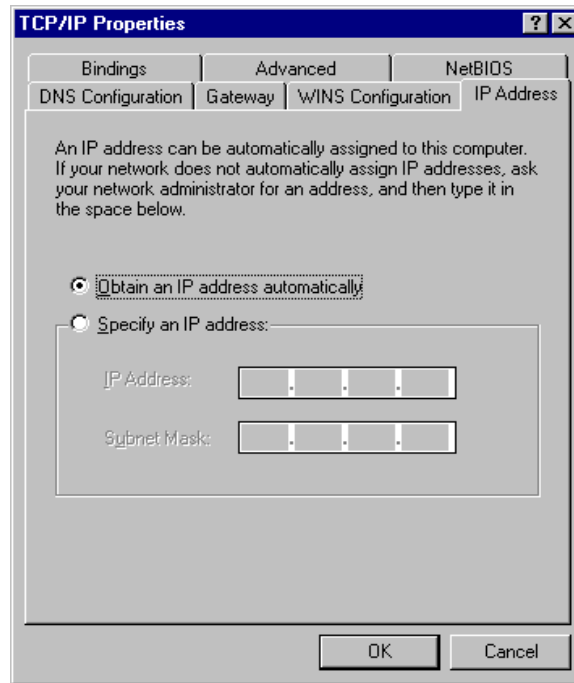 TCP/IP Properties
Bindings Advanced NetBIOS
DNS Configuration Gateway WINS Configuration IP Address
An IP address can be automatically assigned to this computer.
If your network does not automatically assign IP addresses, ask
your network administrator for an address, and then type it in
the space below.
Obtain an IP address automatically
Specify an IP address:
IP Address:
. . .
Subnet Mask:
. . .
OK Cancel